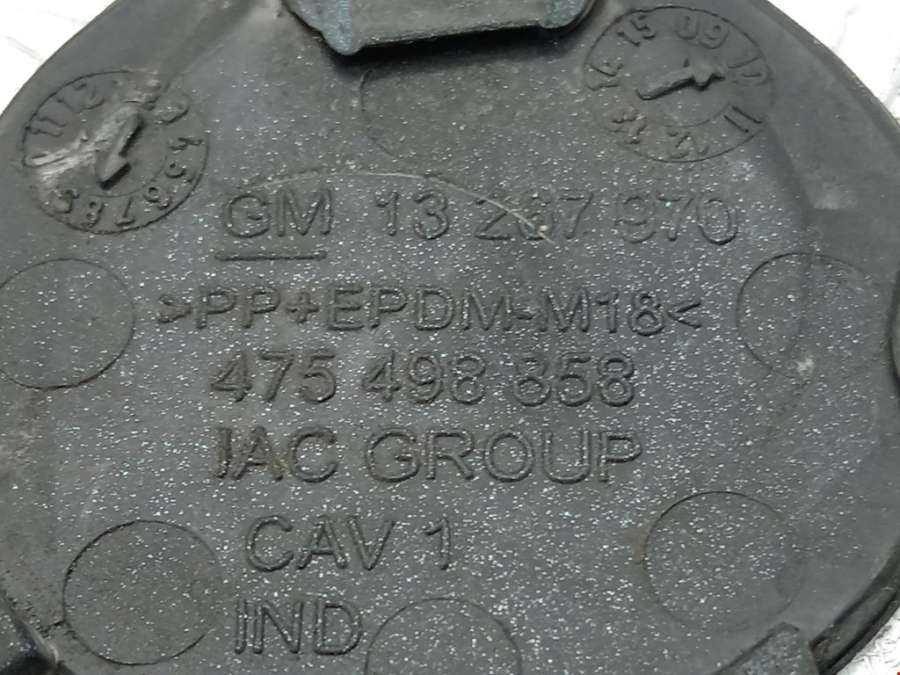 GM 13 267 970
>PP+EPDM-M18<
475 498 858
IAC GROUP
CAV 1
IND